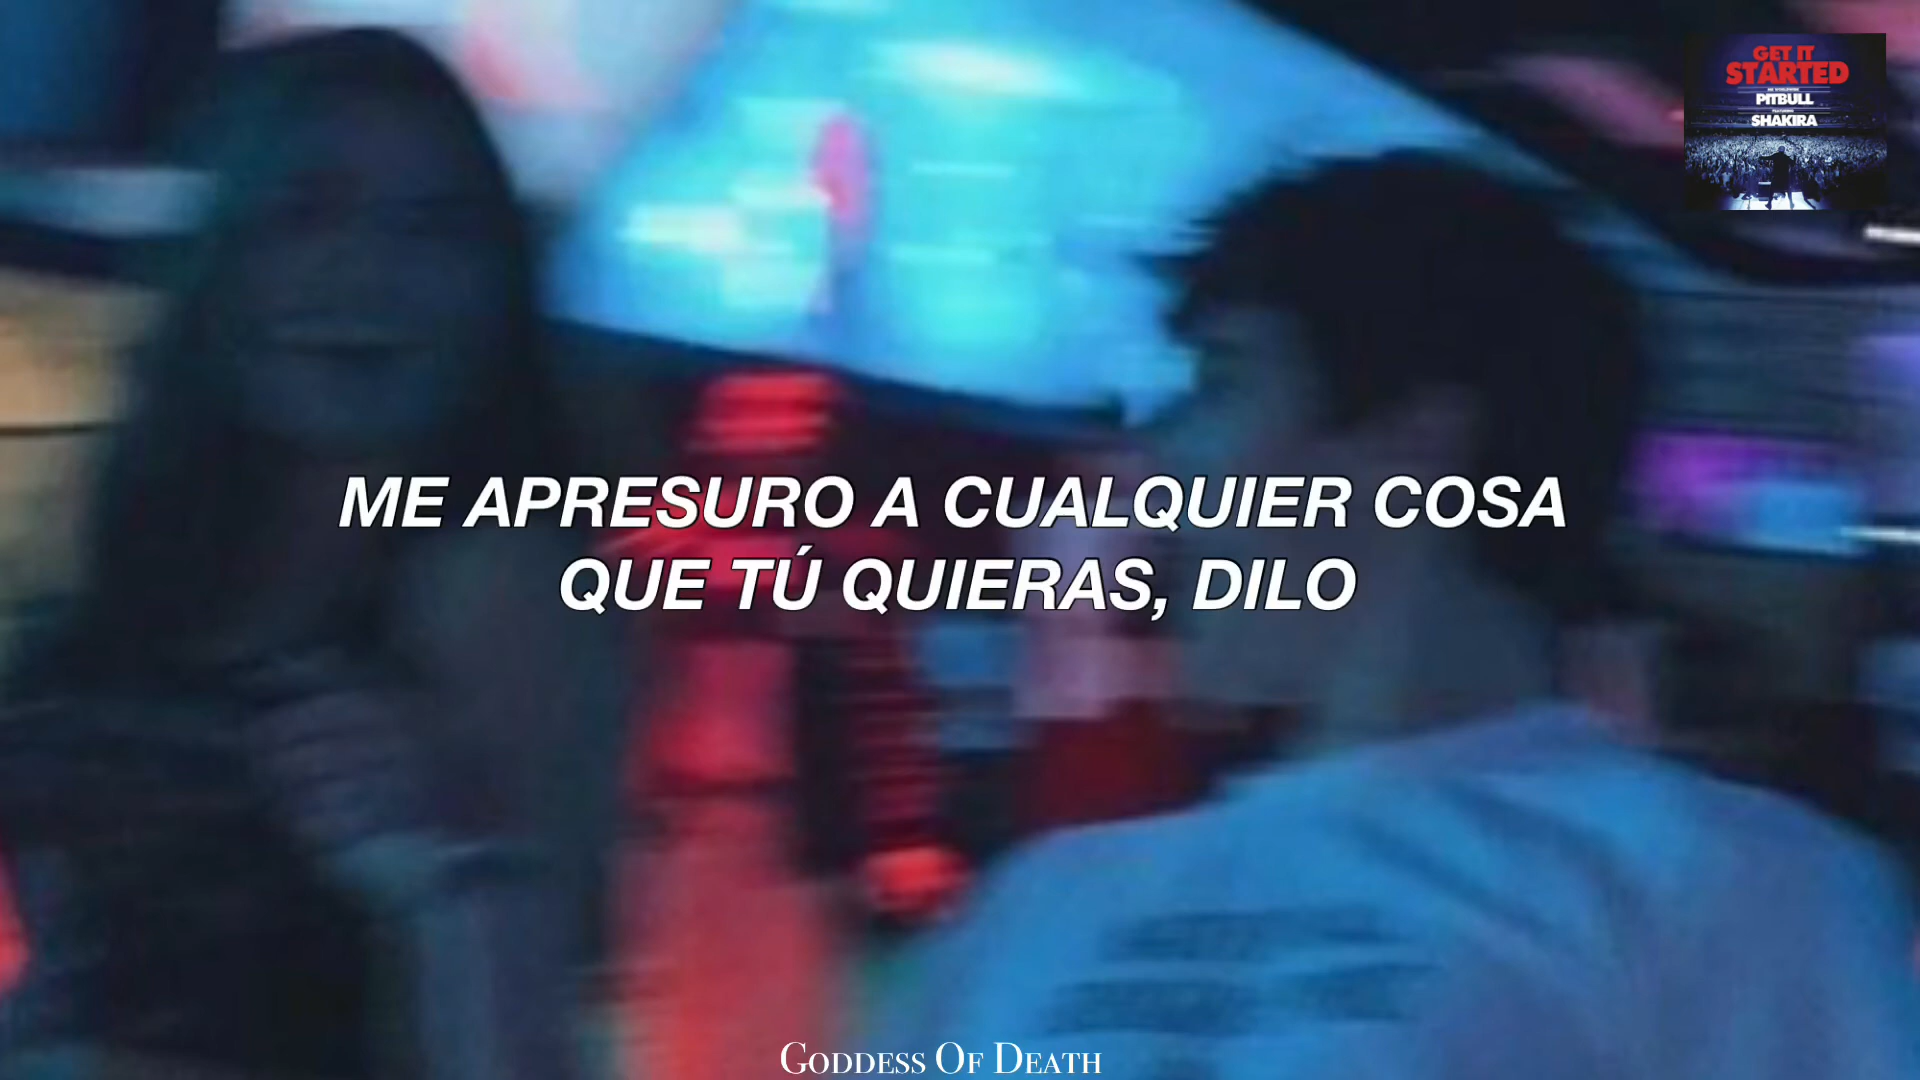 GET IT
STARTED
PITBULL
SHAKIRA
ME APRESURO A CUALQUIER COSA
QUE TÚ QUIERAS, DILO
GODDESS OF DEATH